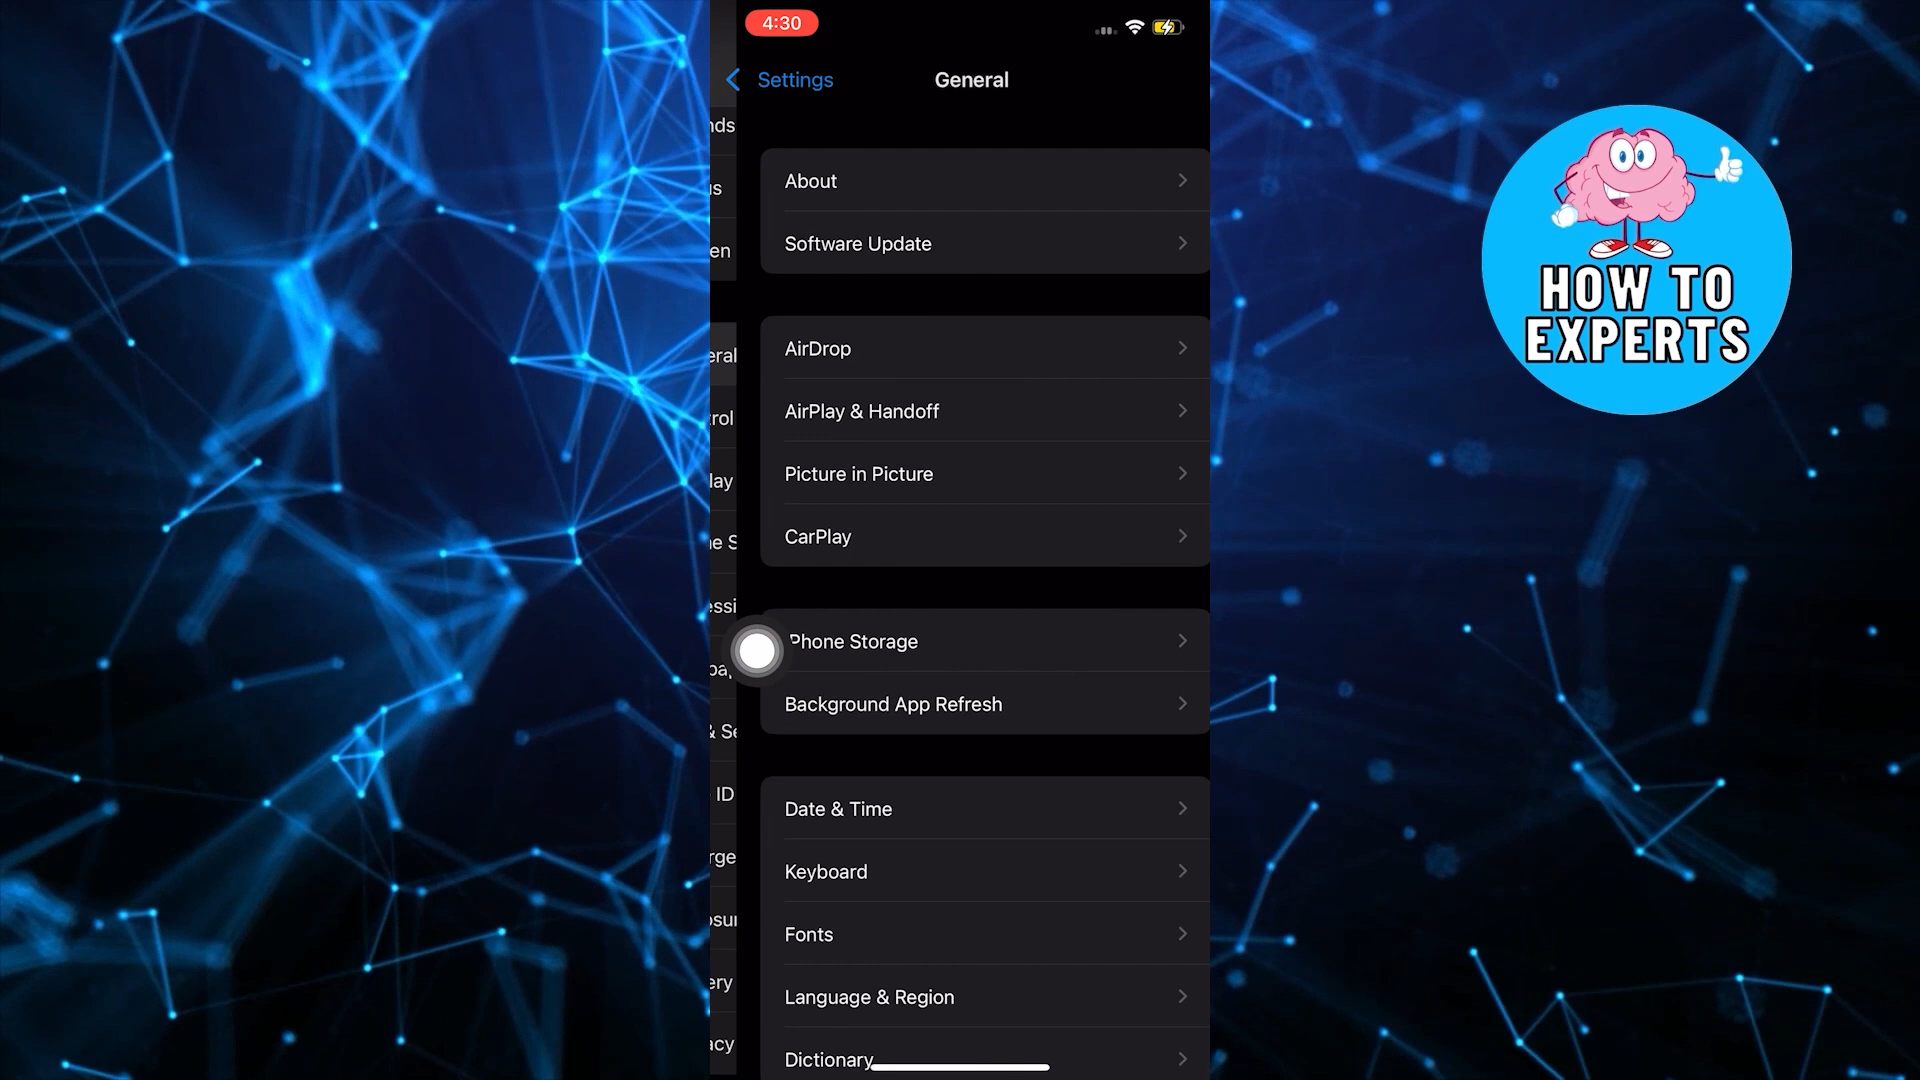 4:30
Settings
General
About
Software Update
AirDrop
AirPlay & Handoff
Picture in Picture
CarPlay
Phone Storage
Background App Refresh
Date & Time
Keyboard
Fonts
Language & Region
Dictionary
HOW TO
EXPERTS